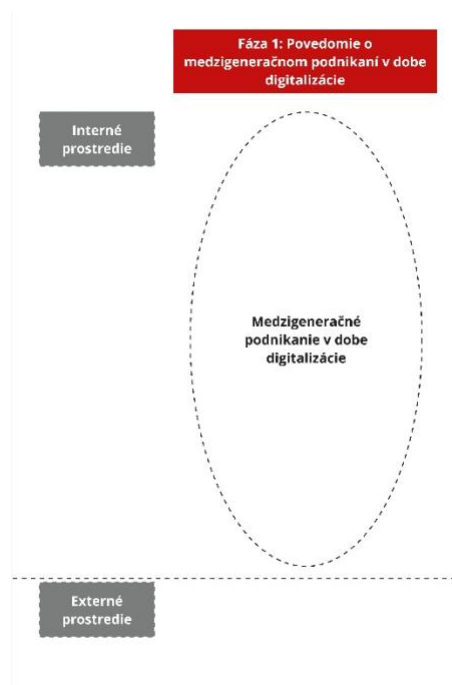 Fáza 1: Povedomie o
medzigeneračnom podnikaní v dobe
digitalizácie
Interné
prostredie
Medzigeneračné
podnikanie v dobe
digitalizácie
Externé
prostredie